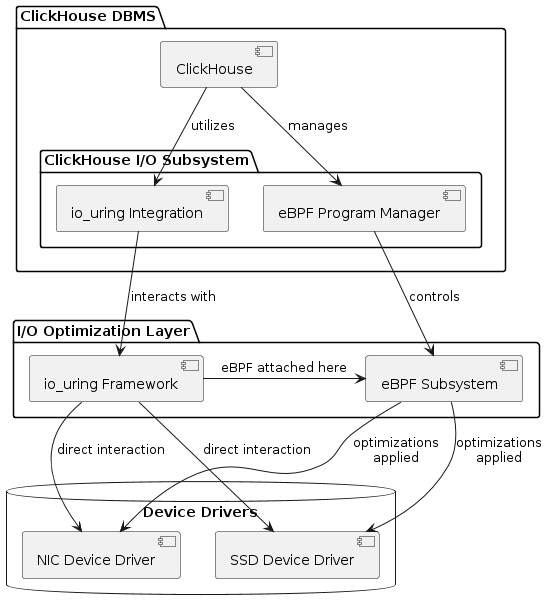 ClickHouse DBMS
ClickHouse
utilizes
manages
ClickHouse I/O Subsystem
io_uring Integration
eBPF Program Manager
interacts with
controls
I/O Optimization Layer
io_uring Framework
eBPF attached here
eBPF Subsystem
direct interaction
direct interaction
optimizations
applied
optimizations
applied
Device Drivers
NIC Device Driver
SSD Device Driver